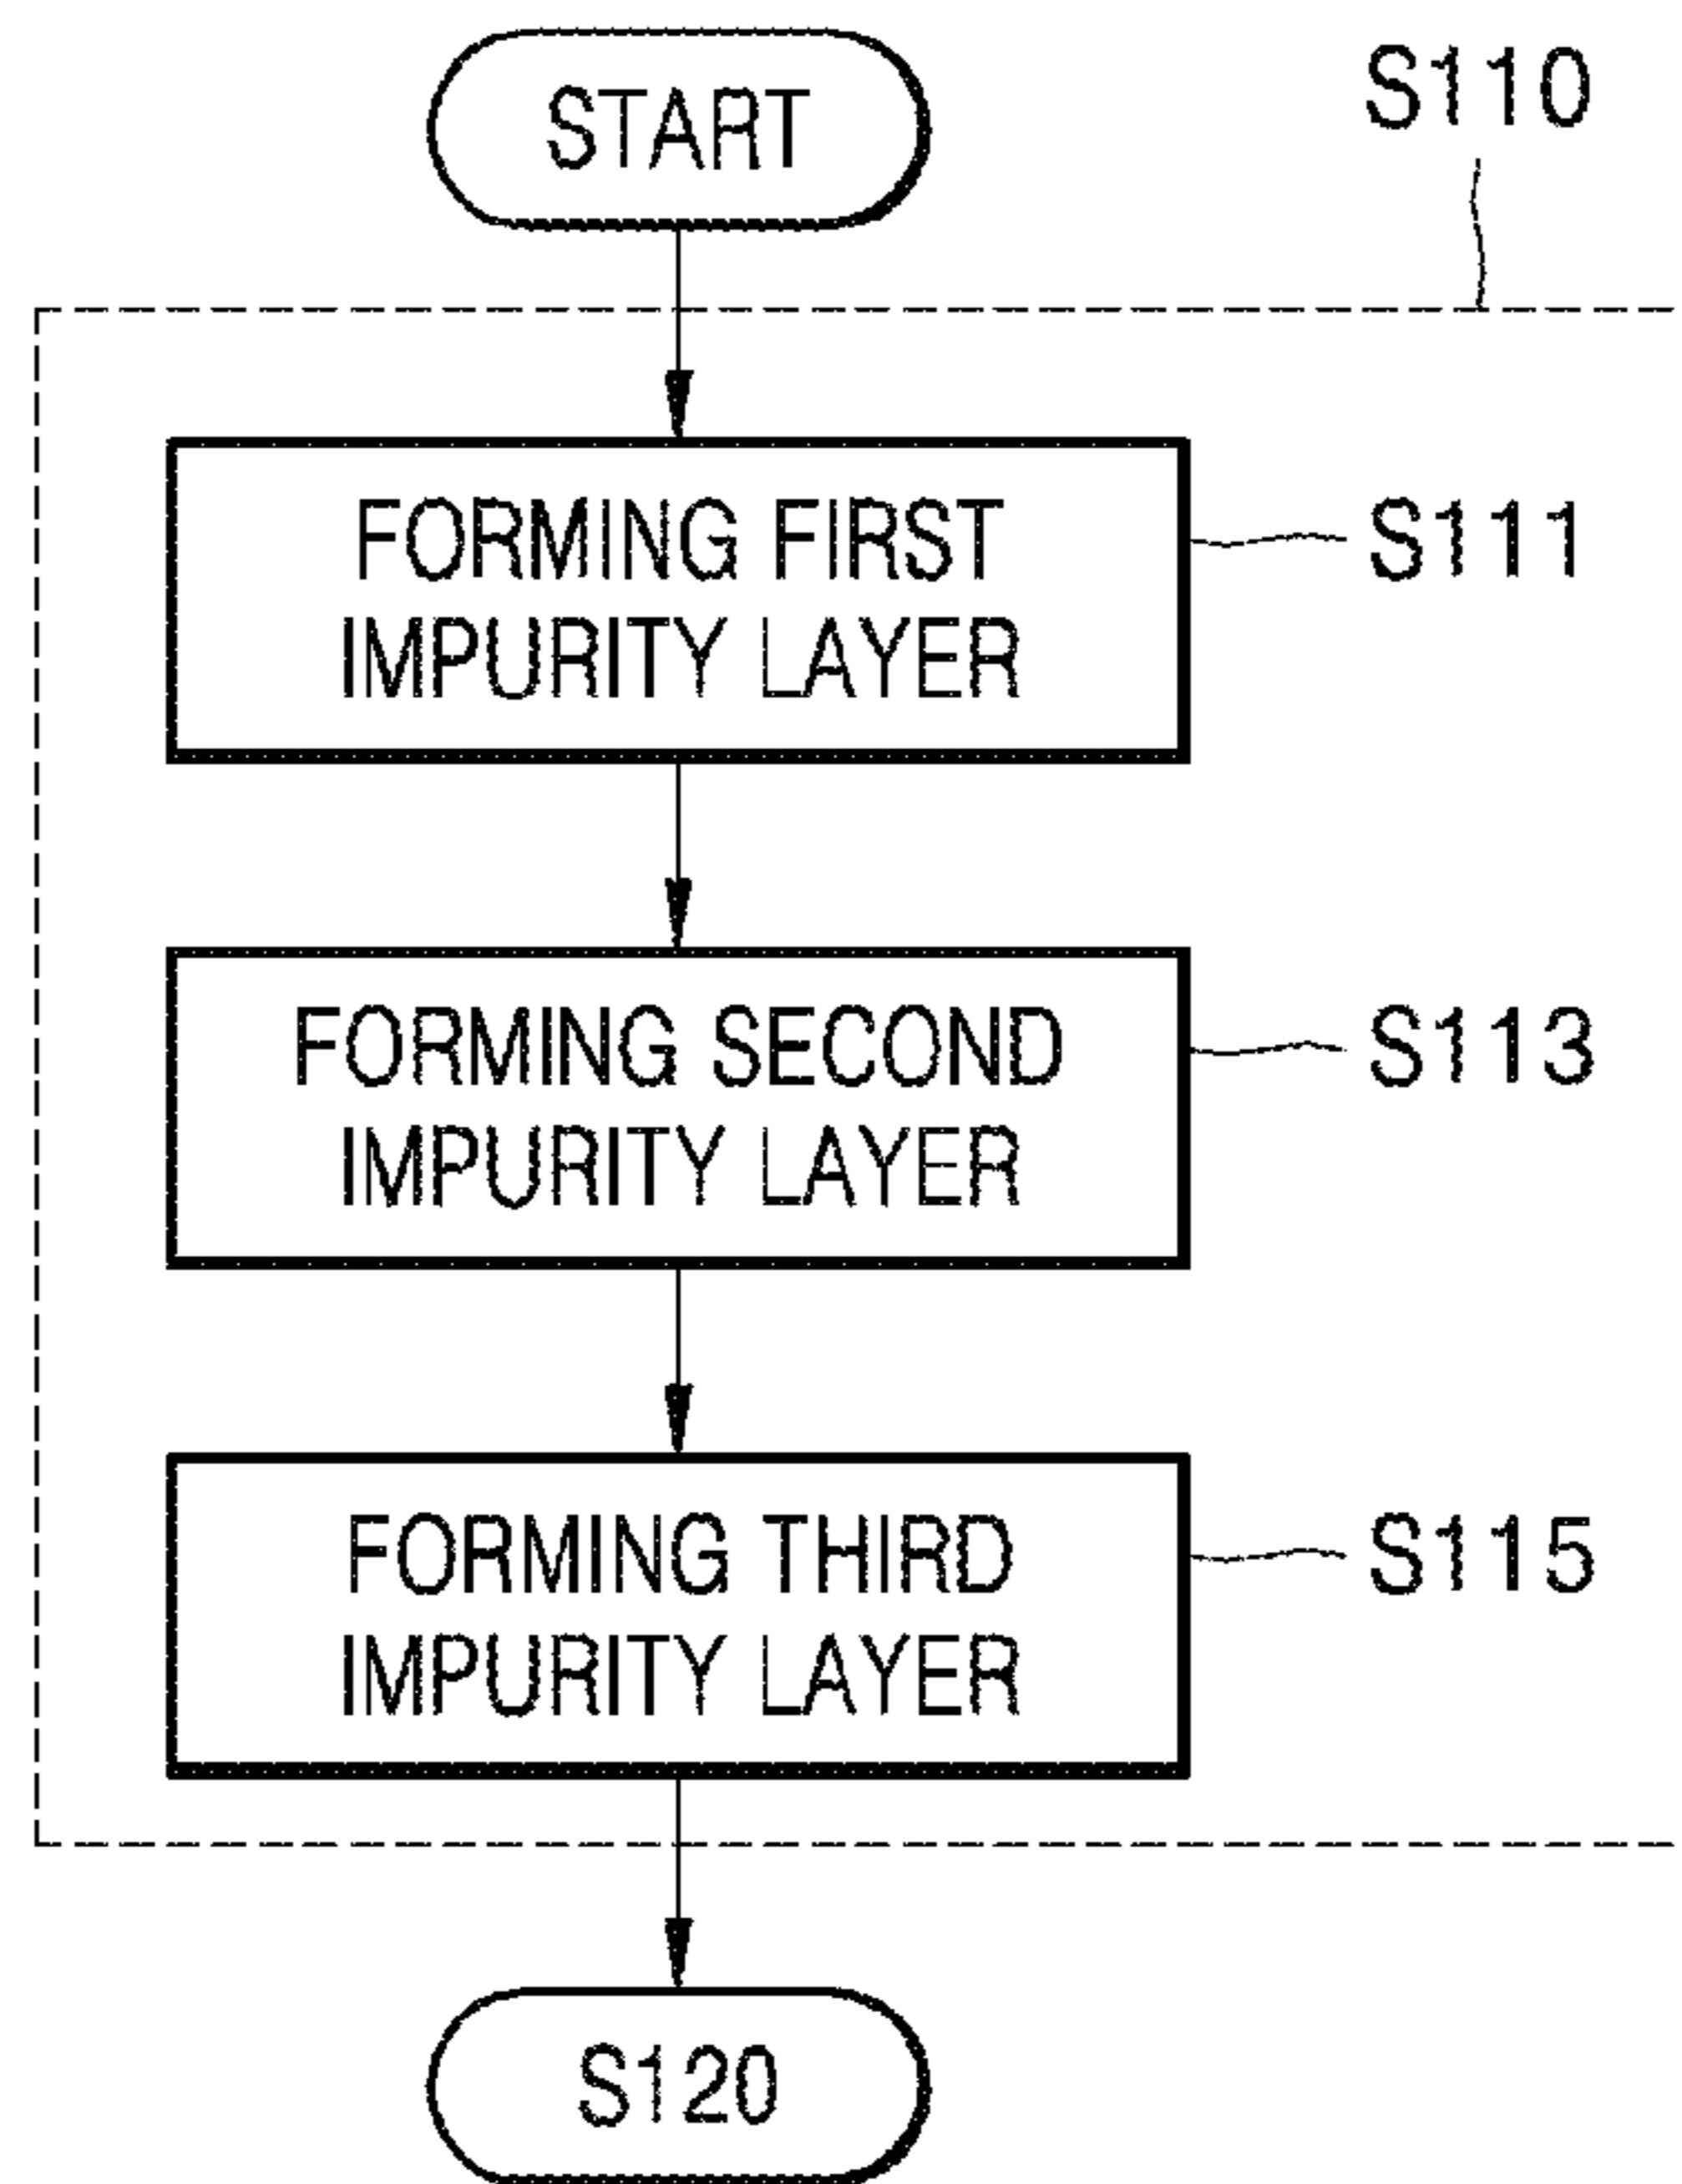 START
S110
FORMING FIRST
IMPURITY LAYER
S111
FORMING SECOND
IMPURITY LAYER
S113
FORMING THIRD
IMPURITY LAYER
S115
S120